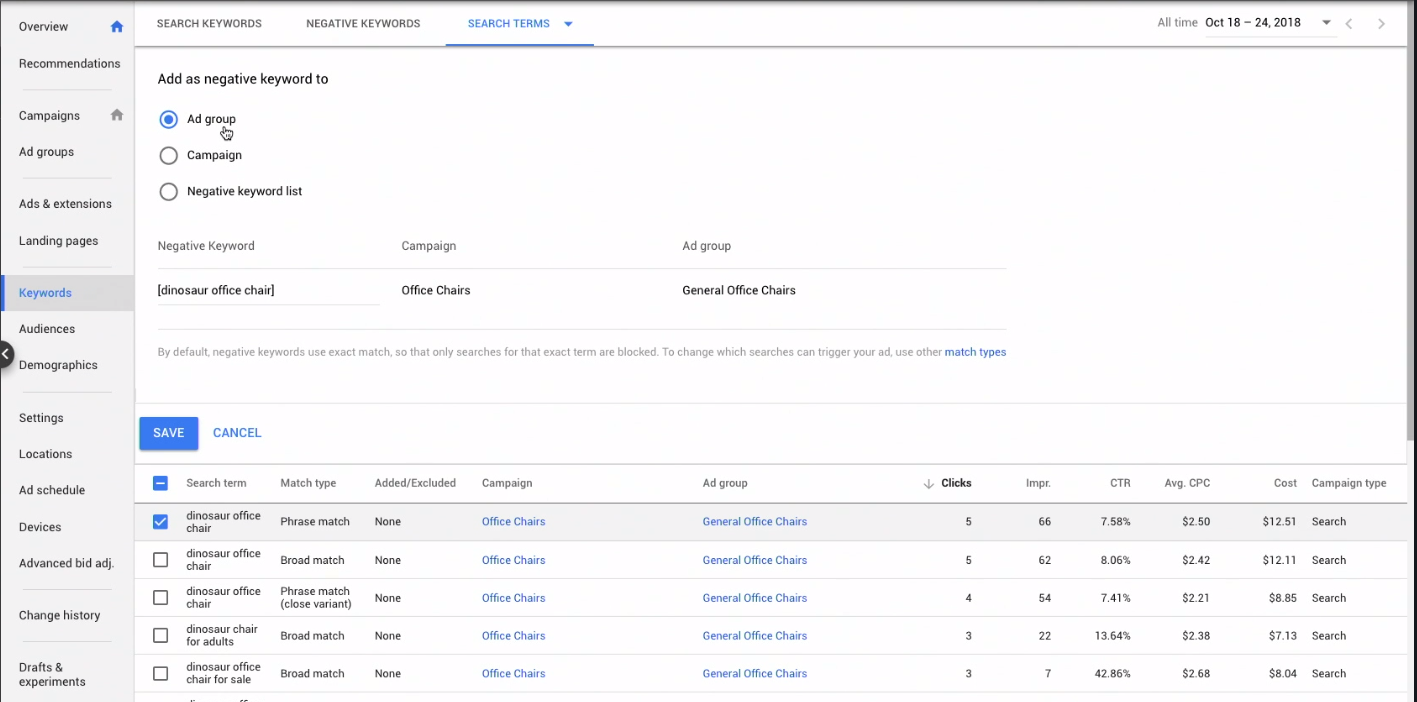 Overview
Recommendations
Campaigns
Ad groups
Ads & extensions
Landing pages
Keywords
Audiences
Demographics
Settings
Locations
Ad schedule
Devices
Advanced bid adj.
Change history
Drafts &
experiments
SEARCH KEYWORDS NEGATIVE KEYWORDS SEARCH TERMS All time Oct 18 – 24, 2018
Add as negative keyword to
Ad group
Campaign
Negative keyword list
Negative Keyword Campaign Ad group
[dinosaur office chair] Office Chairs General Office Chairs
By default, negative keywords use exact match, so that only searches for that exact term are blocked. To change which searches can trigger your ad, use other match types
SAVE CANCEL
Search term Match type Added/Excluded Campaign Ad group Clicks Impr. CTR Avg. CPC Cost Campaign type
dinosaur office
chair Phrase match None Office Chairs General Office Chairs 5 66 7.58% $2.50 $12.51 Search
dinosaur office
chair Broad match None Office Chairs General Office Chairs 5 62 8.06% $2.42 $12.11 Search
dinosaur office
chair Phrase match
(close variant) None Office Chairs General Office Chairs 4 54 7.41% $2.21 $8.85 Search
dinosaur chair
for adults Broad match None Office Chairs General Office Chairs 3 22 13.64% $2.38 $7.13 Search
dinosaur office
chair for sale Broad match None Office Chairs General Office Chairs 3 7 42.86% $2.68 $8.04 Search